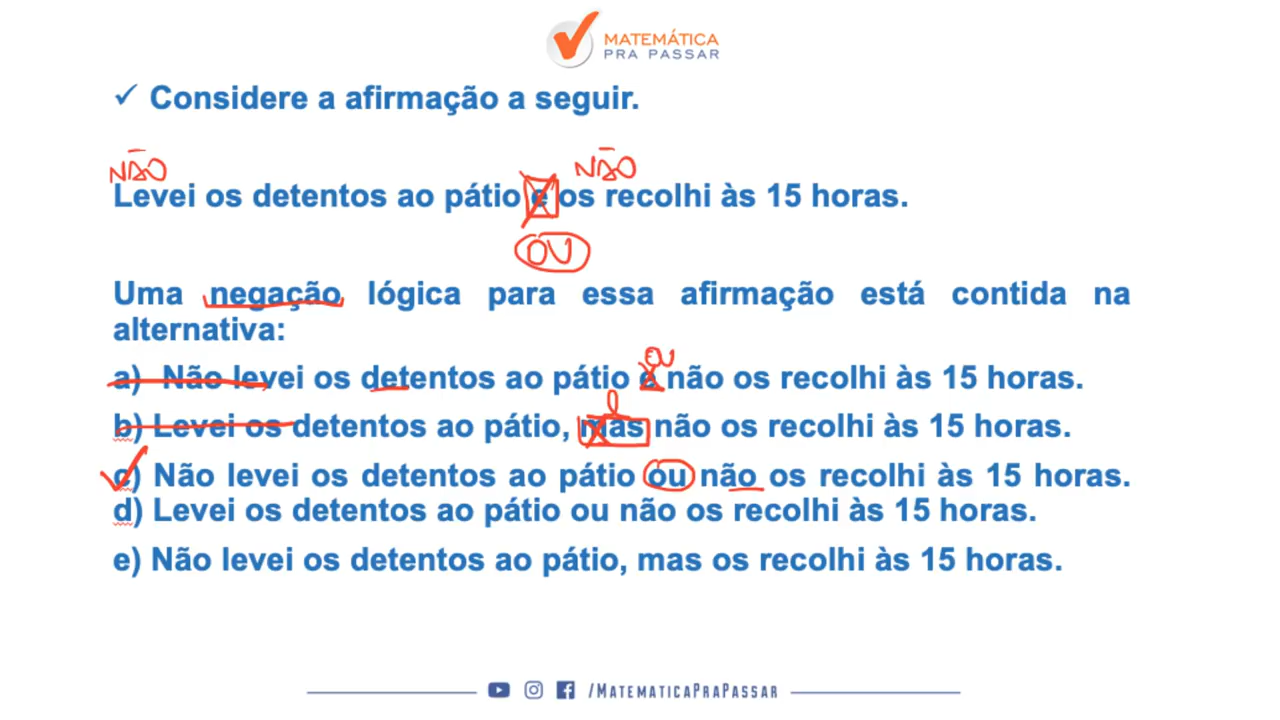 MATEMÁTICA
PRA PASSAR
✓ Considere a afirmação a seguir.
NÃO NÃO
Levei os detentos ao pátio e os recolhi às 15 horas.
OU
Uma negação lógica para essa afirmação está contida na
alternativa:
OU
a) Não levei os detentos ao pátio e não os recolhi às 15 horas.
b) Levei os detentos ao pátio, mas não os recolhi às 15 horas.
c) Não levei os detentos ao pátio ou não os recolhi às 15 horas.
d) Levei os detentos ao pátio ou não os recolhi às 15 horas.
e) Não levei os detentos ao pátio, mas os recolhi às 15 horas.
/MATEMATICAPRAPASSAR